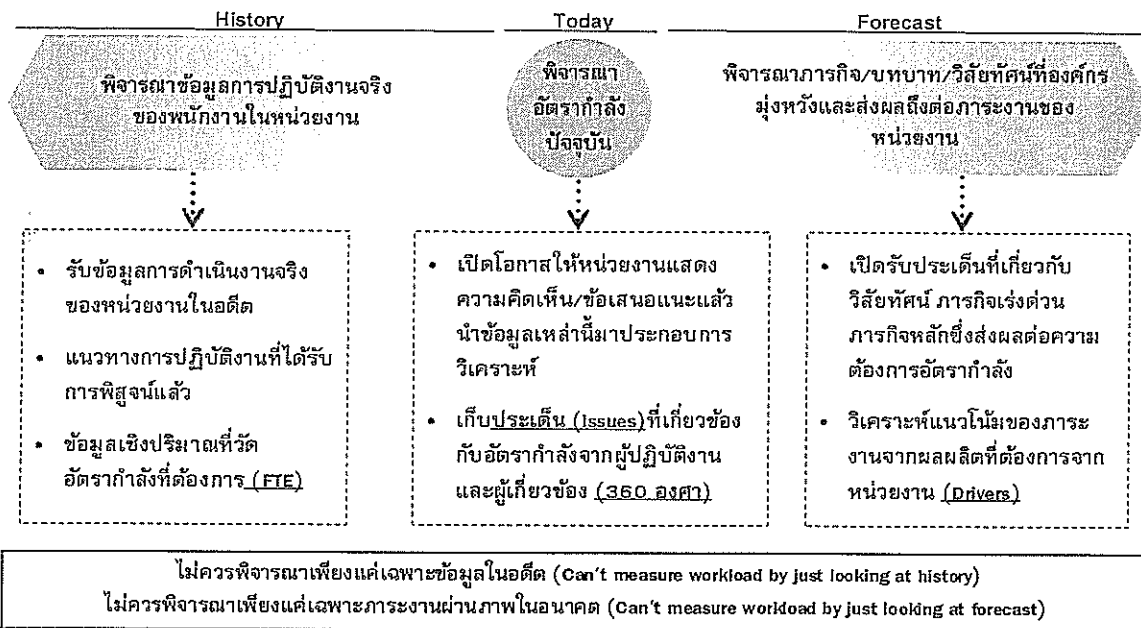 History
Today
Forecast
พิจารณาข้อมูลการปฏิบัติงานจริง
ของพนักงานในหน่วยงาน
พิจารณา
อัตรากำลัง
ปัจจุบัน
พิจารณาภารกิจ/บทบาท/วิสัยทัศน์ที่องค์กร
มุ่งหวังและส่งผลถึงต่อภาระงานของ
หน่วยงาน
• รับข้อมูลการดำเนินงานจริง
ของหน่วยงานในอดีต
• แนวทางการปฏิบัติงานที่ได้รับ
การพิสูจน์แล้ว
• ข้อมูลเชิงปริมาณที่วัด
อัตรากำลังที่ต้องการ (FTE)
• เปิดโอกาสให้หน่วยงานแสดง
ความคิดเห็น/ข้อเสนอแนะแล้ว
นำข้อมูลเหล่านี้มาประกอบการ
วิเคราะห์
• เก็บประเด็น (Issues)ที่เกี่ยวข้อง
กับอัตรากำลังจากผู้ปฏิบัติงาน
และผู้เกี่ยวข้อง (360 องศา)
• เปิดรับประเด็นที่เกี่ยวกับ
วิสัยทัศน์ ภารกิจเร่งด่วน
ภารกิจหลักซึ่งส่งผลต่อความ
ต้องการอัตรากำลัง
• วิเคราะห์แนวโน้มของภาระ
งานจากผลผลิตที่ต้องการจาก
หน่วยงาน (Drivers)
ไม่ควรพิจารณาเพียงแค่เฉพาะข้อมูลในอดีต (Can't measure workload by just looking at history)
ไม่ควรพิจารณาเพียงแค่เฉพาะภาระงานผ่านภาพในอนาคต (Can't measure workload by just looking at forecast)